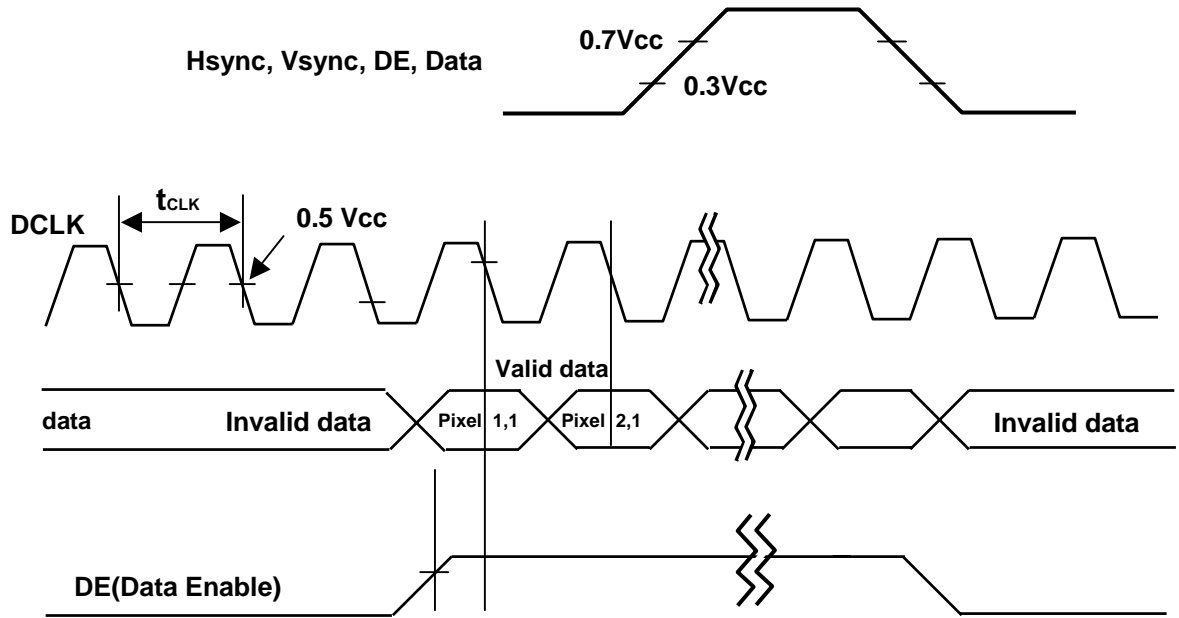 0.7Vcc
Hsync, Vsync, DE, Data
0.3Vcc
tCLK
DCLK
0.5 Vcc
Valid data
data
Invalid data
Pixel 1,1
Pixel 2,1
Invalid data
DE(Data Enable)